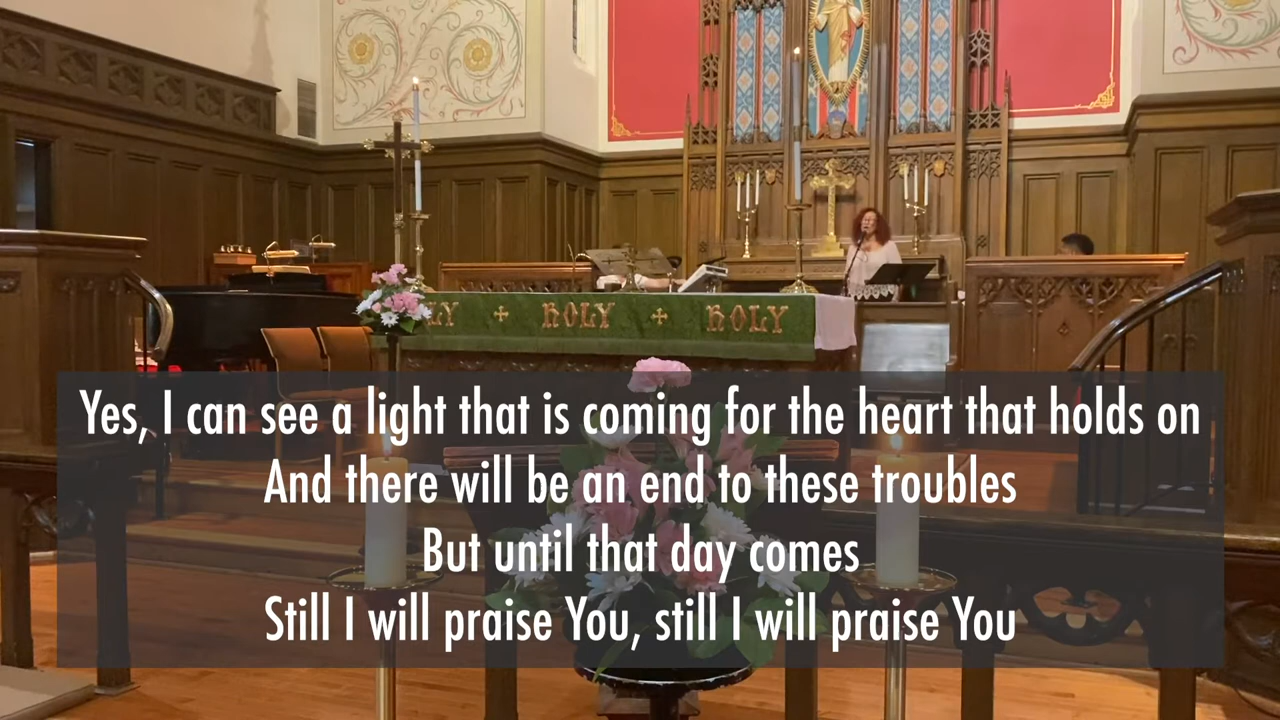 LY HOLY HOLY
Yes, I can see a light that is coming for the heart that holds on
And there will be an end to these troubles
But until that day comes
Still I will praise You, still I will praise You